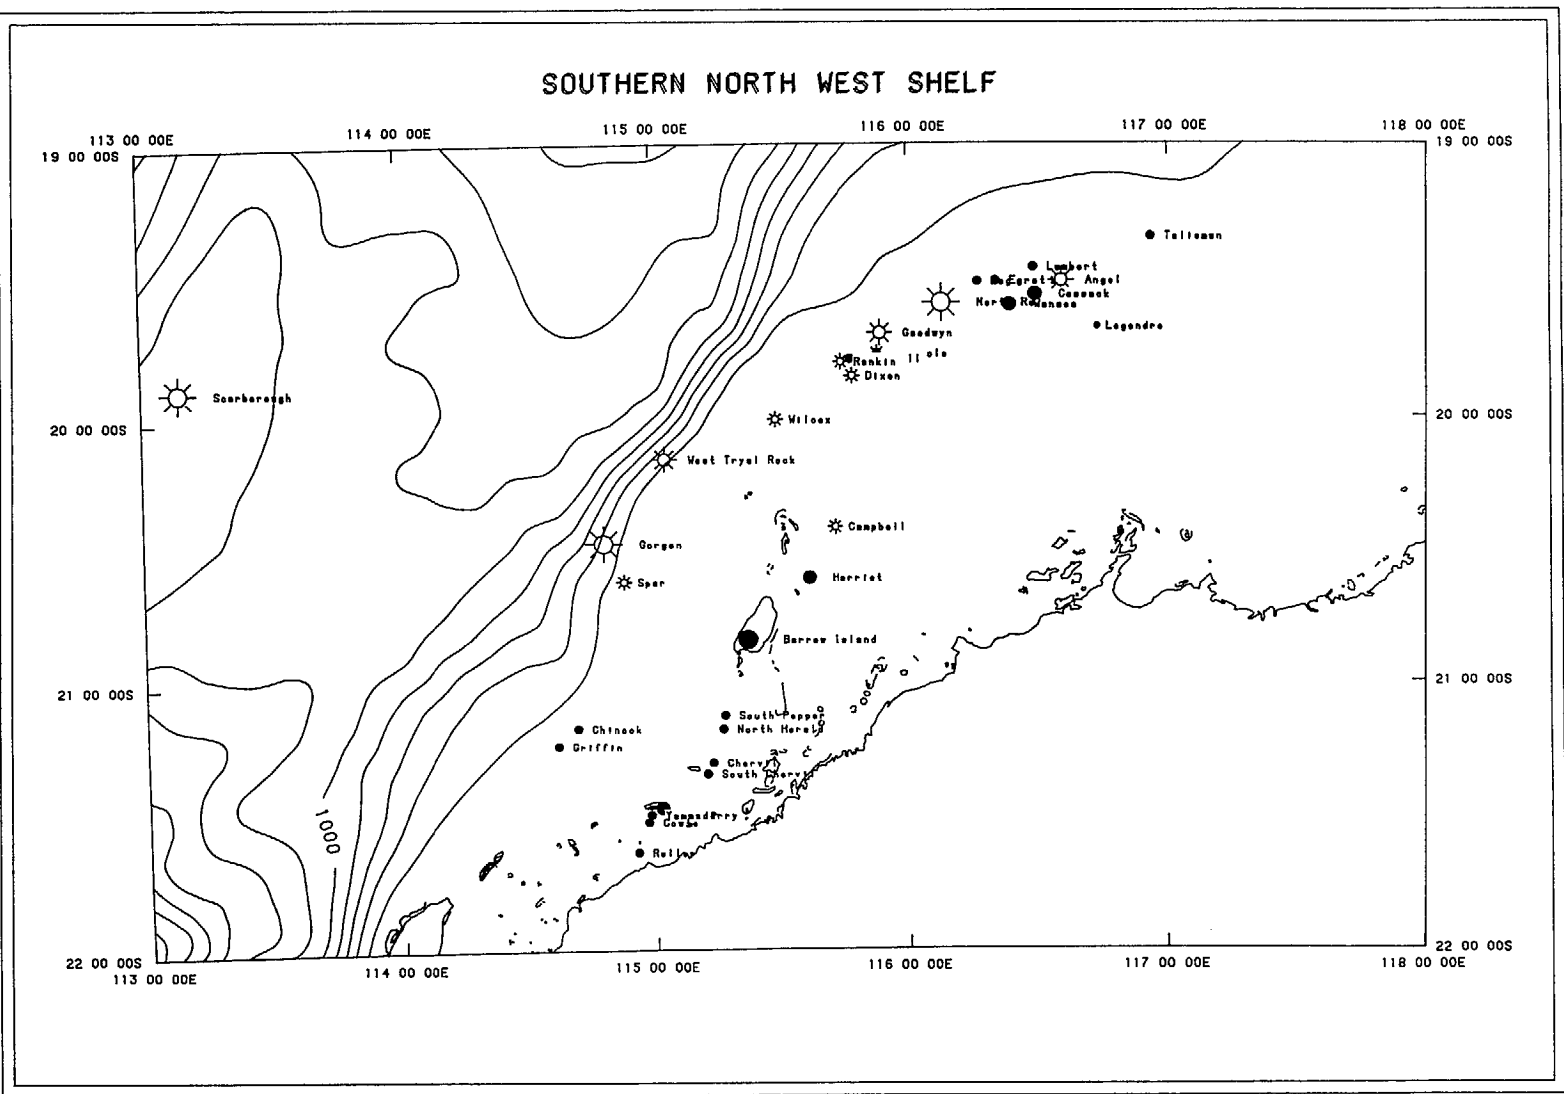 SOUTHERN NORTH WEST SHELF
113 00 00E
114 00 00E
115 00 00E
116 00 00E
117 00 00E
118 00 00E
19 00 00S
19 00 00S
Talisman
Lambert
Angel
Cossack
Legendre
Goodwyn
Rankin
Dixon
Scarborough
20 00 00S
20 00 00S
Wilcox
West Tryal Rock
Campbell
Gorgon
Spar
Harriet
Barrow Island
21 00 00S
21 00 00S
South Pepper
North Herald
Chinook
Griffin
Chervil
South Chervil
1000
Roller
22 00 00S
22 00 00S
113 00 00E
114 00 00E
115 00 00E
116 00 00E
117 00 00E
118 00 00E